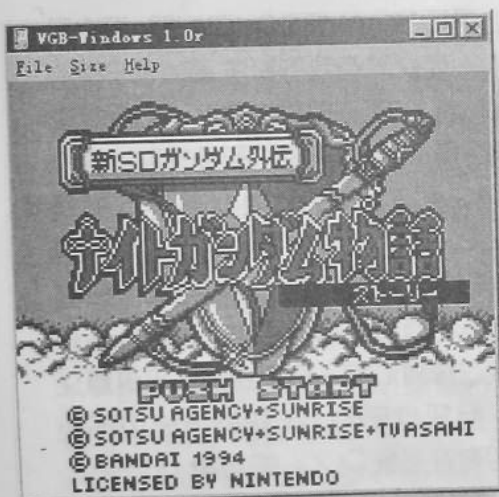 VGB-Windows 1.0r
File Size Help
新SDガンダム外伝
ナイトガンダム物語
ストーリー
PUSH START
© SOTSU AGENCY+SUNRISE
© SOTSU AGENCY+SUNRISE+TV ASAHI
© BANDAI 1994
LICENSED BY NINTENDO